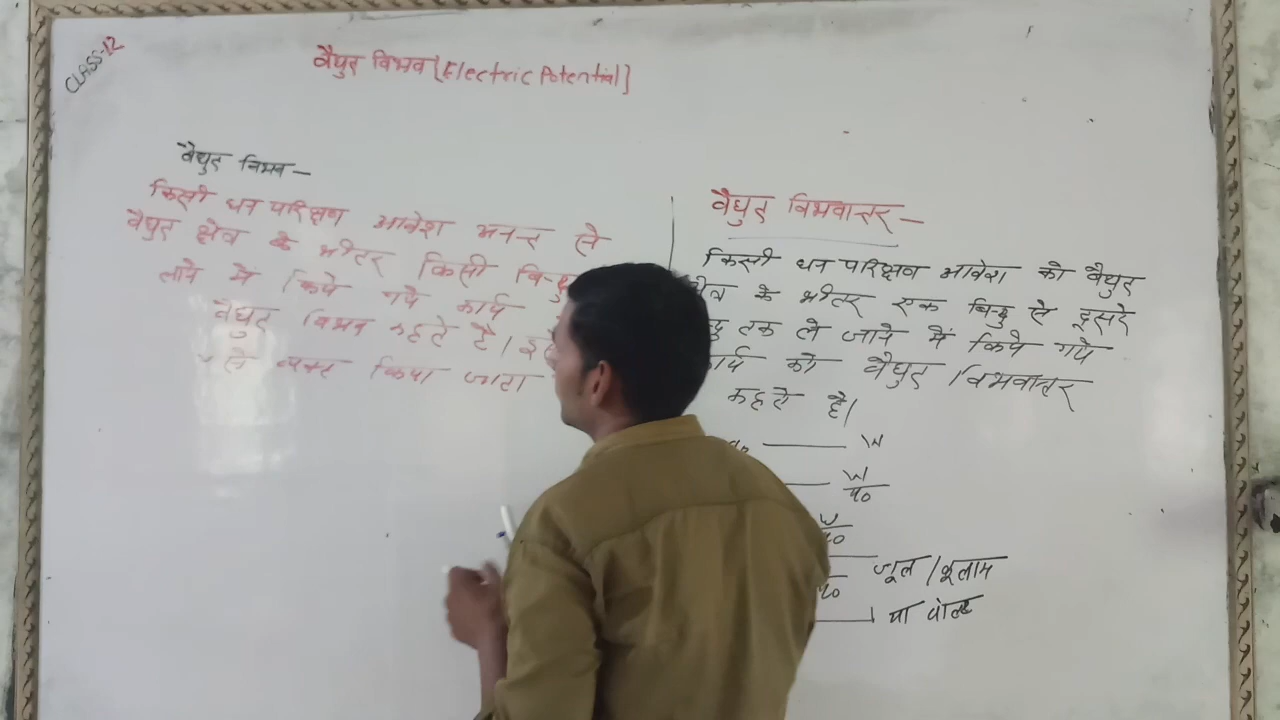 CLASS-12
वैधुत विभव [Electric Potential]
वैधुत विभव –
किसी धन परिक्षण आवेश अनन्त से
वैधुत क्षेत्र के भीतर किसी बिन्दु
लाने में किये गये कार्य
वैधुत विभव कहते है। इसे
से व्यक्त किया जाता
वैधुत विभवान्तर –
किसी धन परिक्षण आवेश को वैधुत
के भीतर एक बिन्दु से दूसरे
तक ले जाने में किये गये
को वैधुत विभवान्तर
कहते है।
W
W
q0
जूल / कूलाम
या वोल्ट